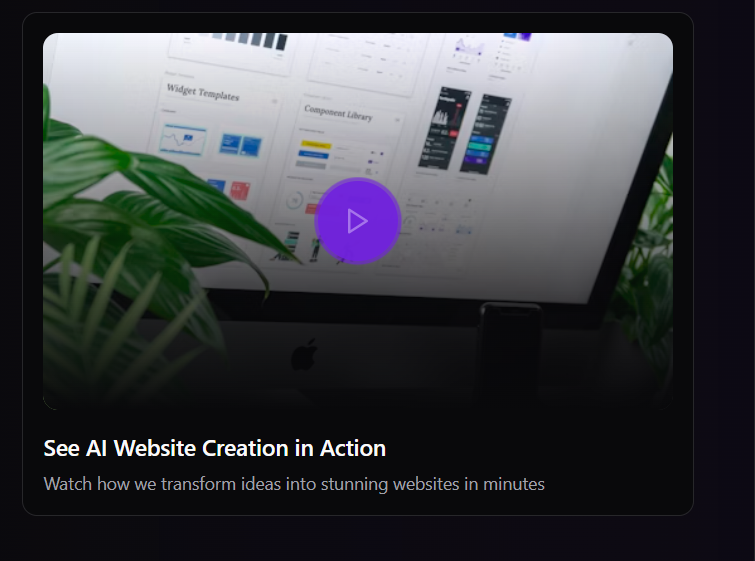 Widget Templates
Component Library
See AI Website Creation in Action
Watch how we transform ideas into stunning websites in minutes